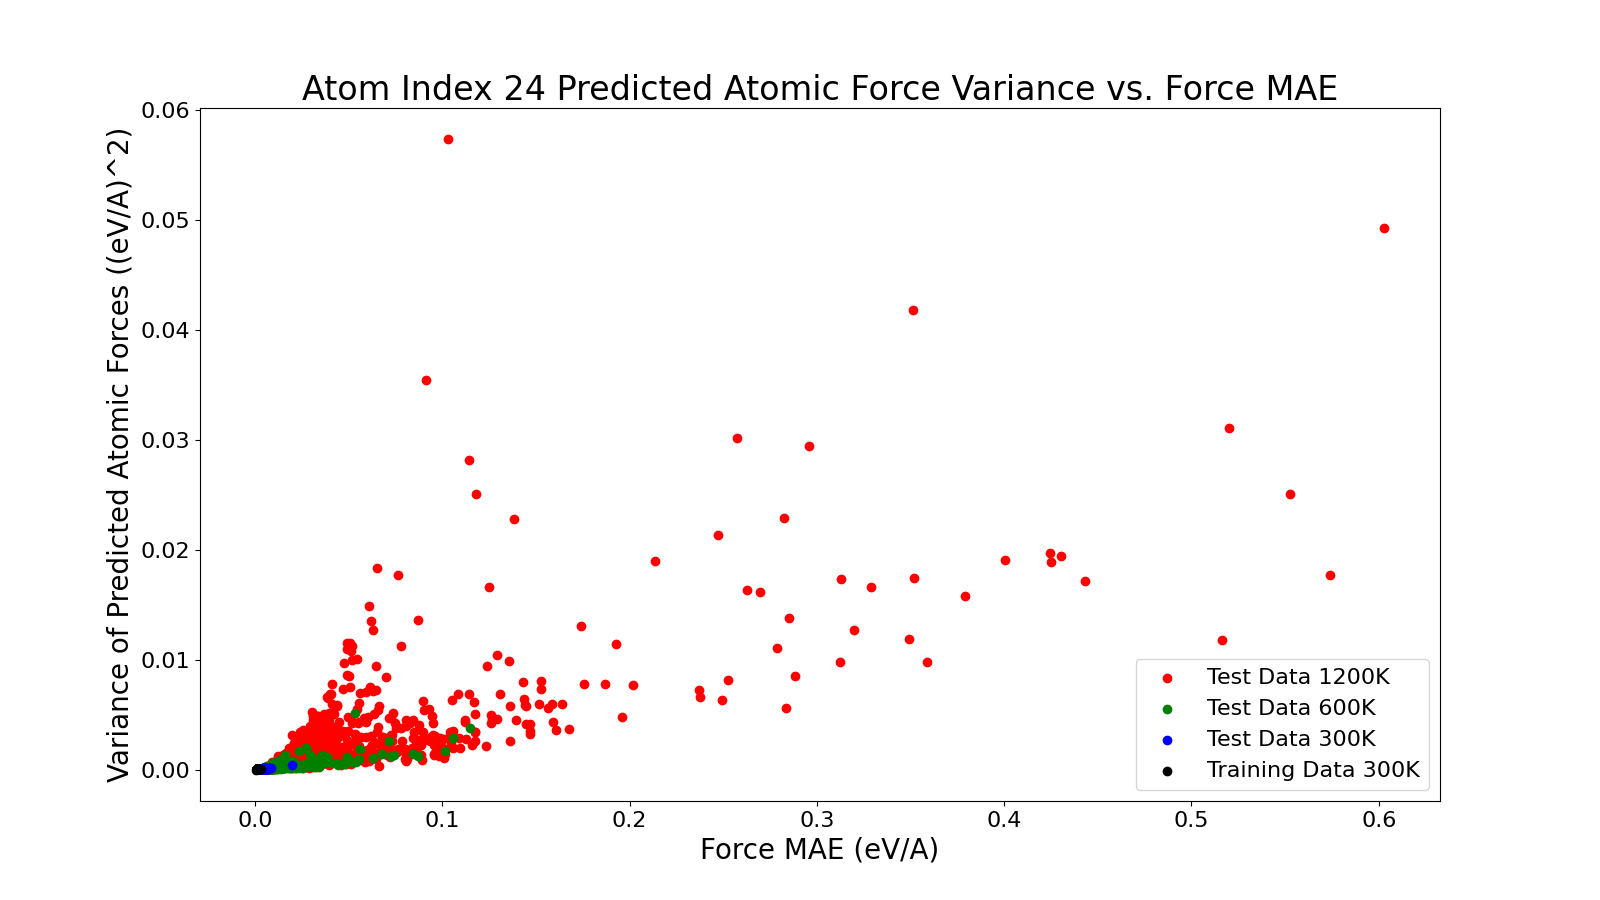 Atom Index 24 Predicted Atomic Force Variance vs. Force MAE
Variance of Predicted Atomic Forces ((eV/A)^2)
0.06
0.05
0.04
0.03
0.02
0.01
0.00
0.0 0.1 0.2 0.3 0.4 0.5 0.6
Force MAE (eV/A)
Test Data 1200K
Test Data 600K
Test Data 300K
Training Data 300K